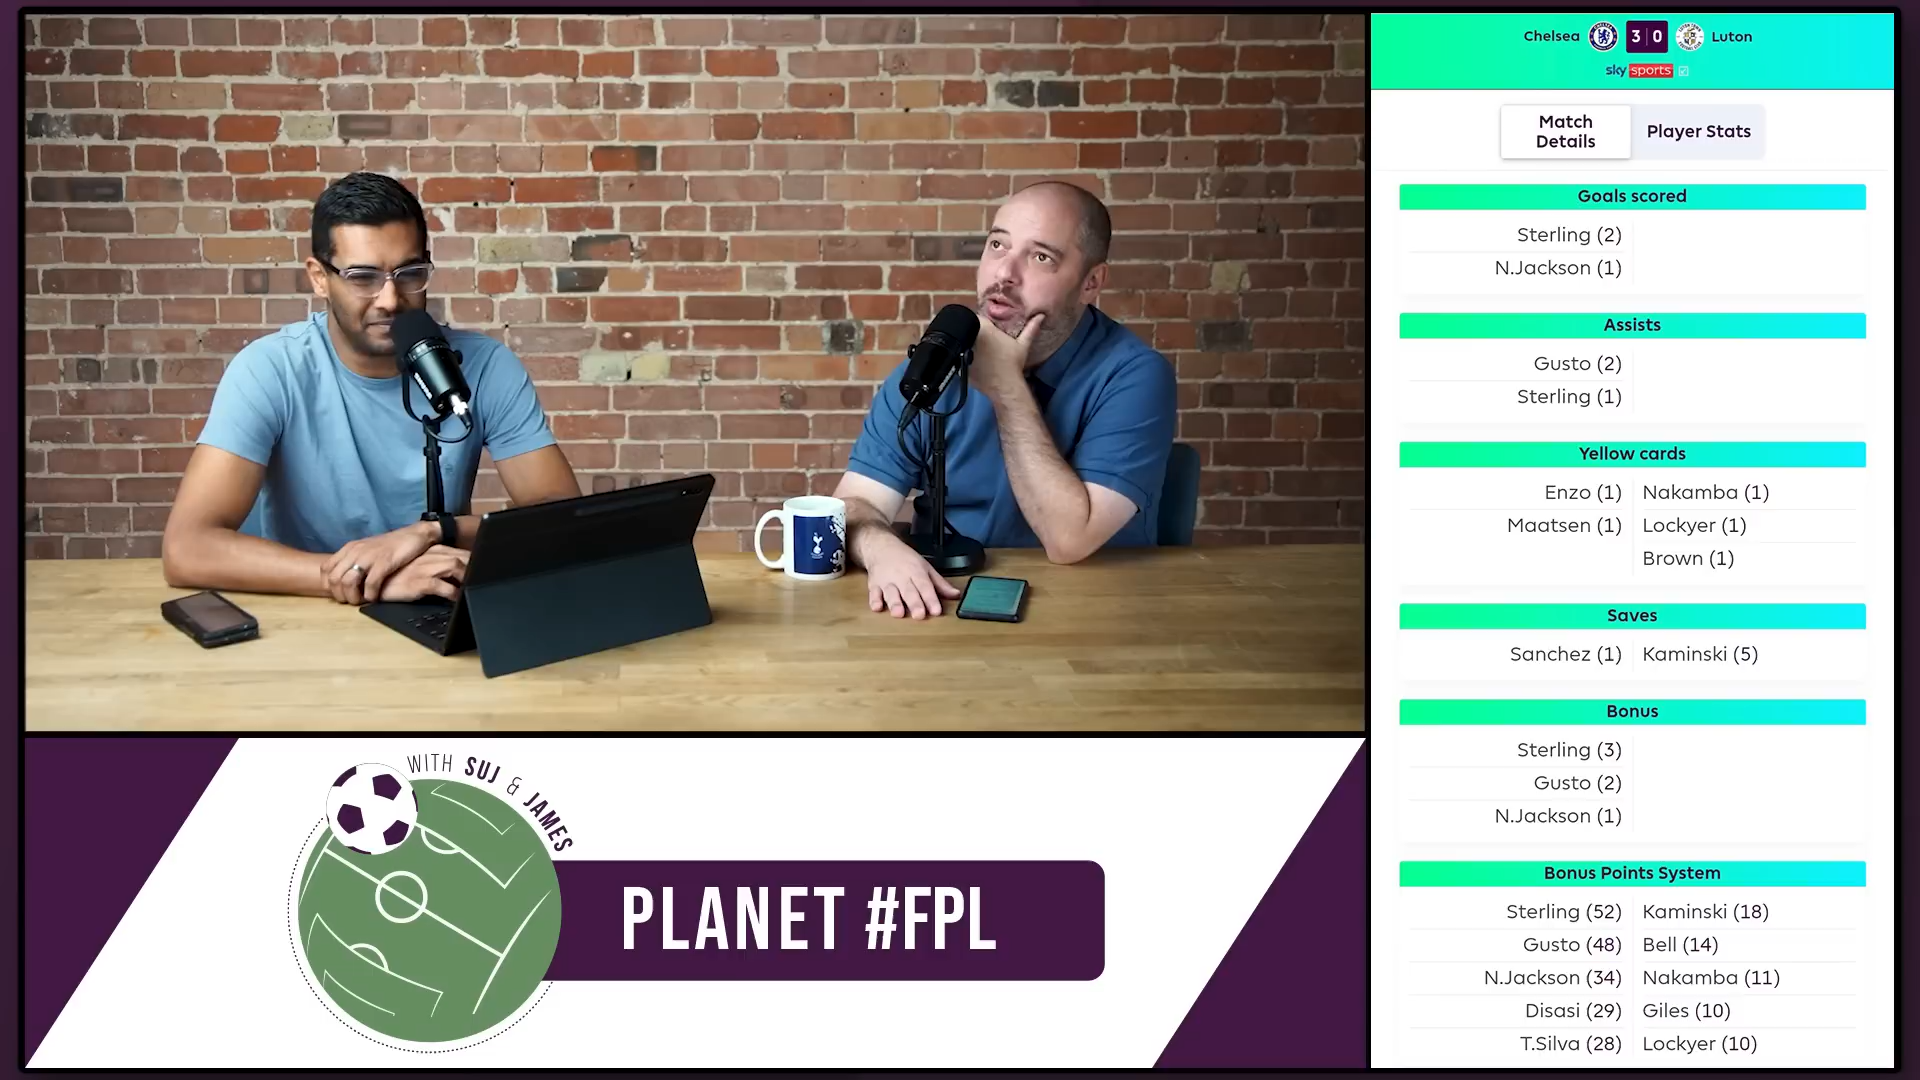 Chelsea 3 0 Luton
sky sports
Match Details
Player Stats
Goals scored
Sterling (2)
N.Jackson (1)
Assists
Gusto (2)
Sterling (1)
Yellow cards
Enzo (1) Nakamba (1)
Maatsen (1) Lockyer (1)
Brown (1)
Saves
Sanchez (1) Kaminski (5)
Bonus
Sterling (3)
Gusto (2)
N.Jackson (1)
Bonus Points System
Sterling (52) Kaminski (18)
Gusto (48) Bell (14)
N.Jackson (34) Nakamba (11)
Disasi (29) Giles (10)
T.Silva (28) Lockyer (10)
WITH SUJ & JAMES
PLANET #FPL